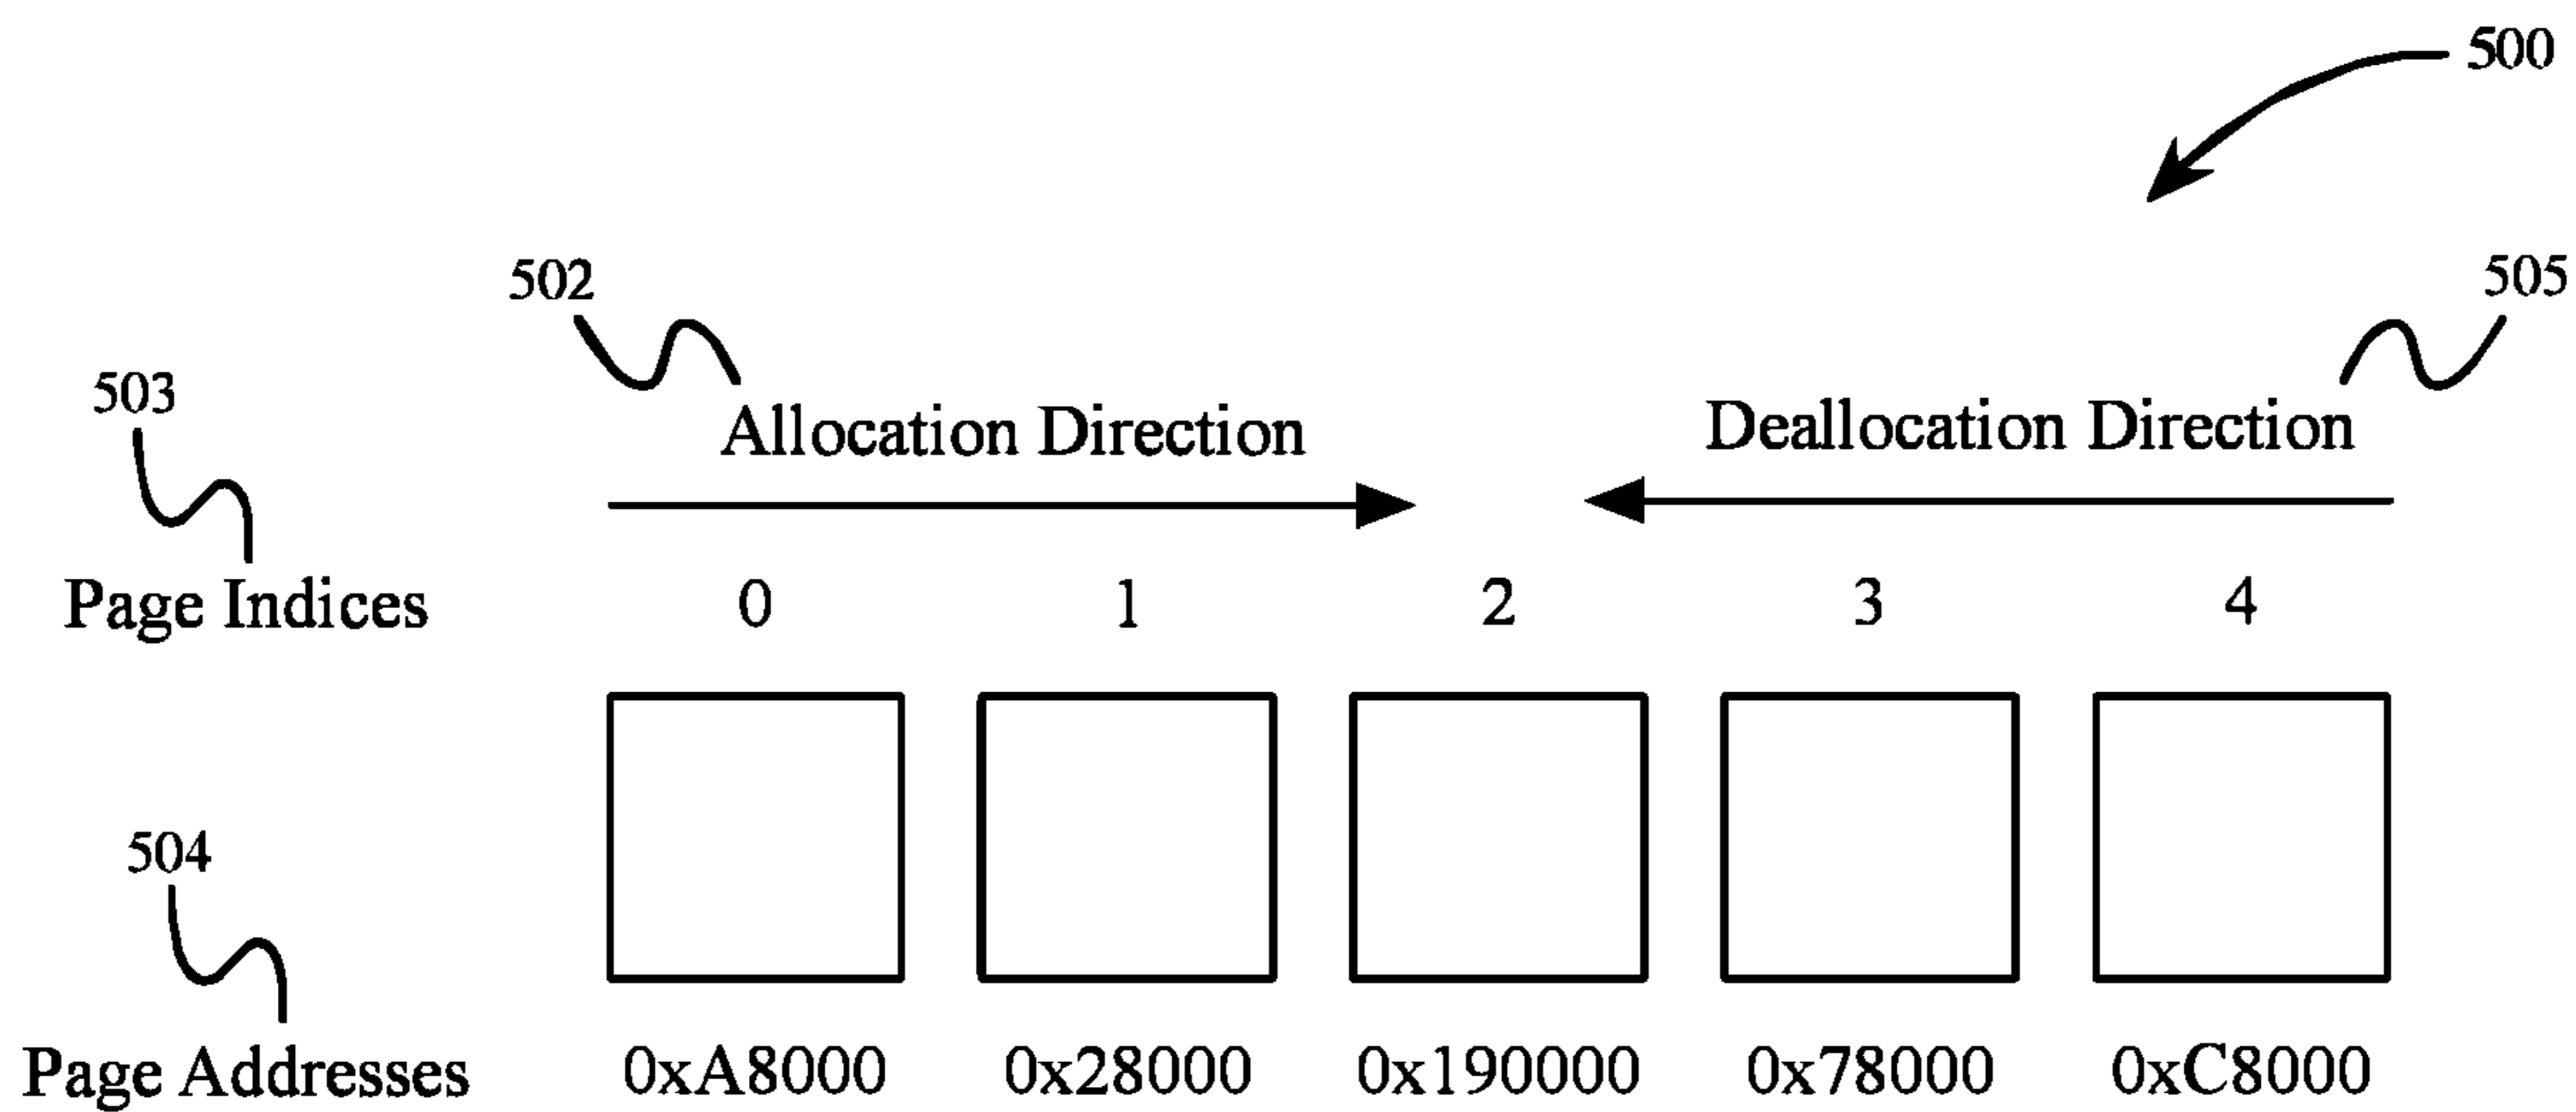 500
502
505
503
Allocation Direction
Deallocation Direction
Page Indices 0 1 2 3 4
504
Page Addresses 0xA8000 0x28000 0x190000 0x78000 0xC8000